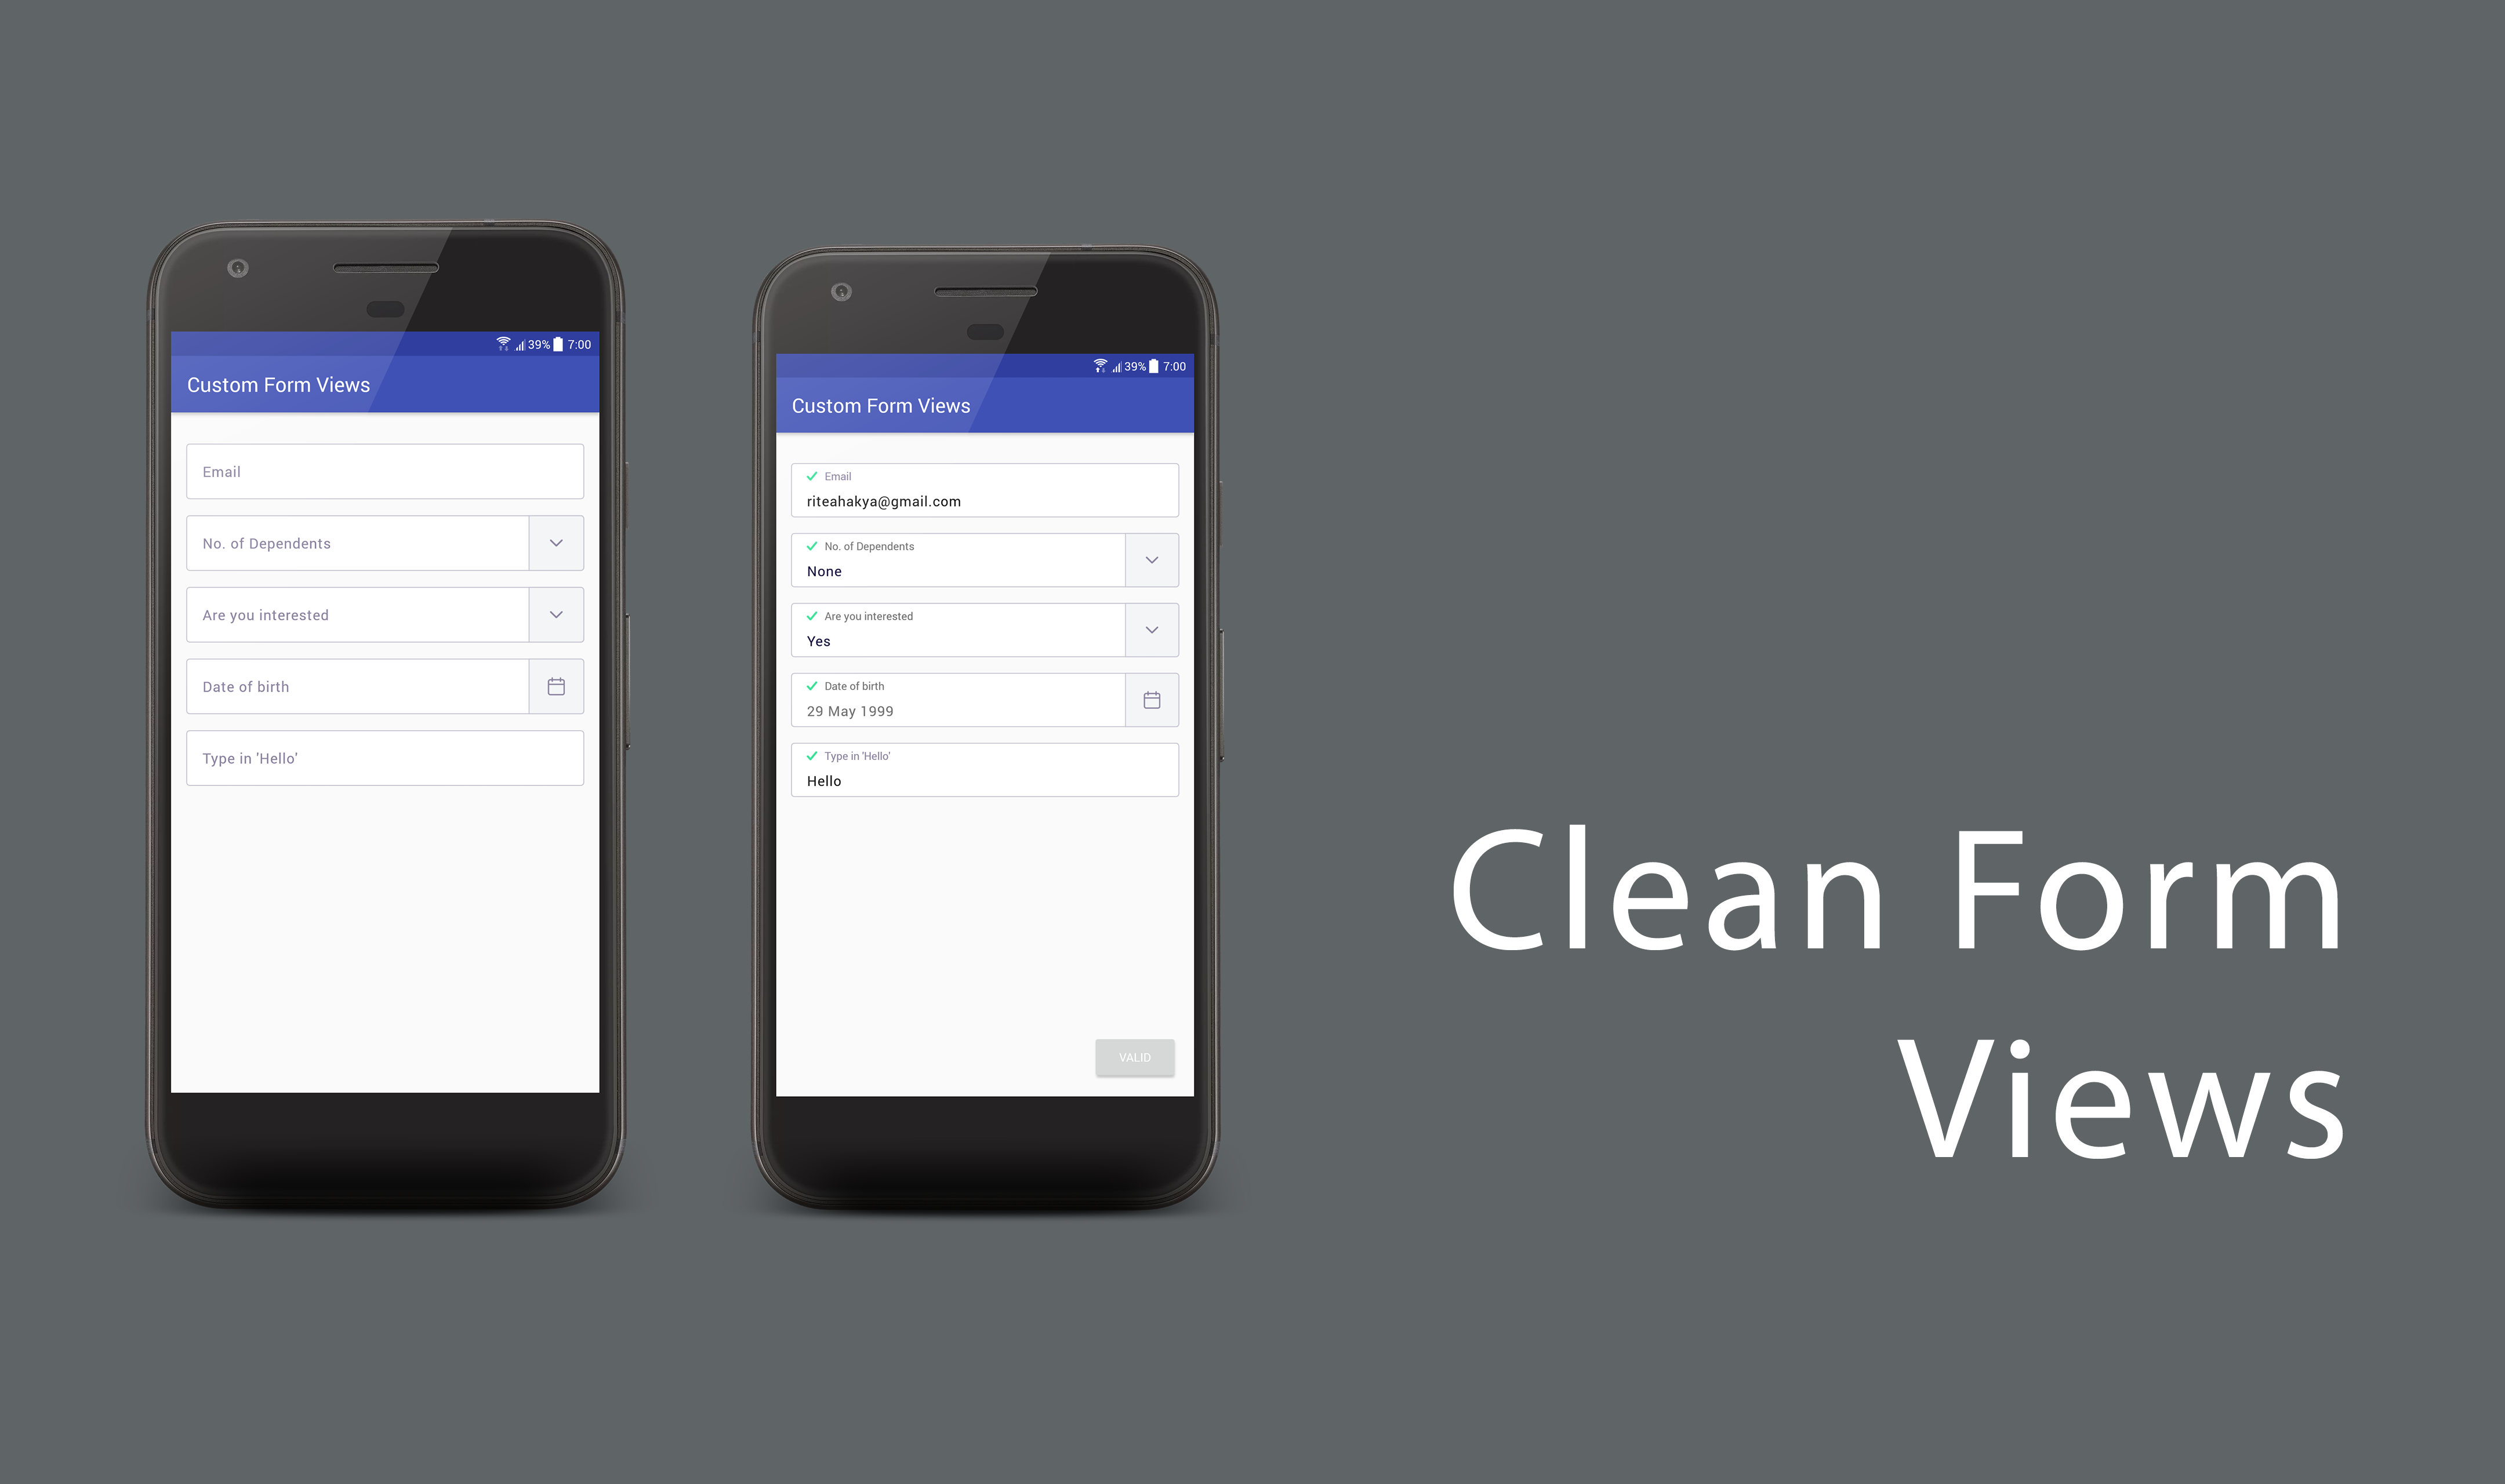 39% 7:00
Custom Form Views
Email
No. of Dependents
Are you interested
Date of birth
Type in 'Hello'
39% 7:00
Custom Form Views
Email
riteahakya@gmail.com
No. of Dependents
None
Are you interested
Yes
Date of birth
29 May 1999
Type in 'Hello'
Hello
VALID
Clean Form
Views